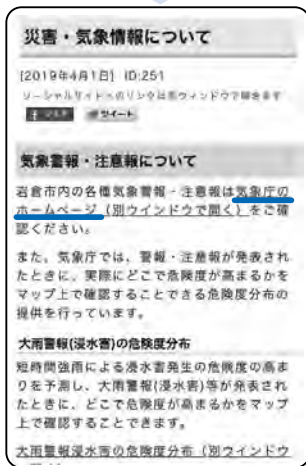 災害・気象情報について
[2019年4月1日] ID:251
ソーシャルサイトへのリンクは別ウィンドウで開きます
ツイート
気象警報・注意報について
岩倉市内の各種気象警報・注意報は気象庁の
ホームページ（別ウインドウで開く）をご確
認ください。
また、気象庁では、警報・注意報が発表され
たときに、実際にどこで危険度が高まるかを
マップ上で確認することできる危険度分布の
提供を行っています。
大雨警報(浸水害)の危険度分布
短時間強雨による浸水害発生の危険度の高ま
りを予測し、大雨警報(浸水害)等が発表され
たときに、どこで危険度が高まるかをマップ
上で確認することできます。
大雨警報浸水害の危険度分布（別ウインドウ